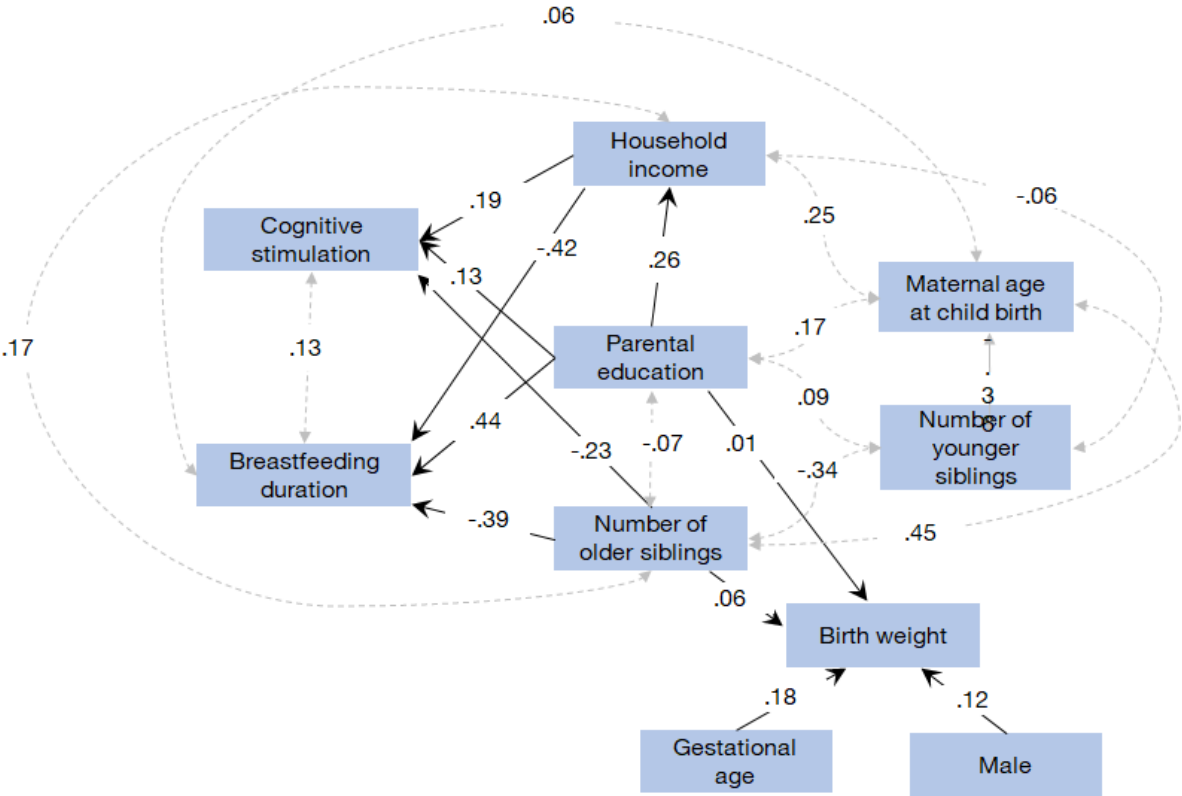 .06
Household
income
-.06
.19
.25
Cognitive
stimulation
-.42
.13
.26
Maternal age
at child birth
.17
.17
.13
Parental
education
-
.
3
8
.09
.44
Number of
younger
siblings
-.07
.01
-.23
-.34
Breastfeeding
duration
-.39
Number of
older siblings
.45
.06
Birth weight
.18
.12
Gestational
age
Male